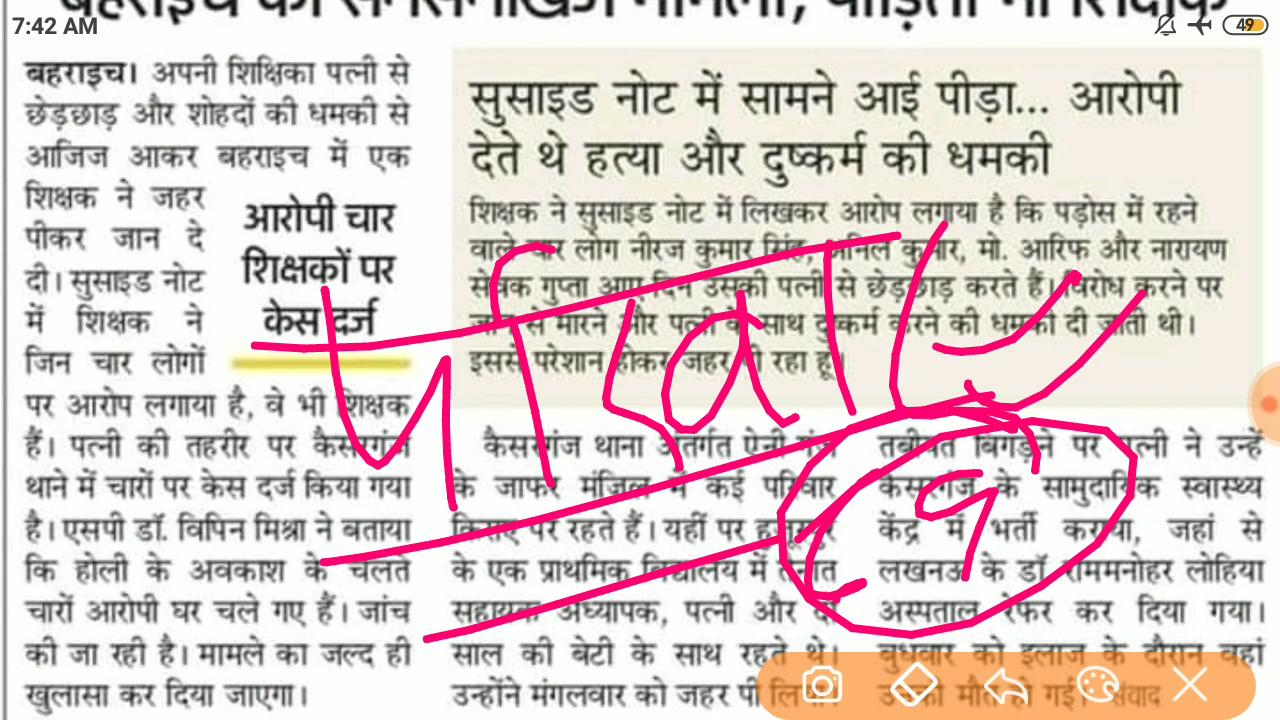 7:42 AM
49
बहराइच। अपनी शिक्षिका पत्नी से
छेड़छाड़ और शोहदों की धमकी से
आजिज आकर बहराइच में एक
शिक्षक ने जहर
पीकर जान दे
दी। सुसाइड नोट
में शिक्षक ने
जिन चार लोगों
आरोपी चार
शिक्षकों पर
केस दर्ज
पर आरोप लगाया है, वे भी शिक्षक
हैं। पत्नी की तहरीर पर कैसरगंज
थाने में चारों पर केस दर्ज किया गया
है। एसपी डॉ. विपिन मिश्रा ने बताया
कि होली के अवकाश के चलते
चारों आरोपी घर चले गए हैं। जांच
की जा रही है। मामले का जल्द ही
खुलासा कर दिया जाएगा।
सुसाइड नोट में सामने आई पीड़ा... आरोपी
देते थे हत्या और दुष्कर्म की धमकी
शिक्षक ने सुसाइड नोट में लिखकर आरोप लगाया है कि पड़ोस में रहने
वाले चार लोग नीरज कुमार सिंह, अनिल कुमार, मो. आरिफ और नारायण
सेवक गुप्ता आए दिन उसकी पत्नी से छेड़छाड़ करते हैं। विरोध करने पर
जान से मारने और पत्नी के साथ दुष्कर्म करने की धमकी दी जाती थी।
इससे परेशान होकर जहर पी रहा हूं।
कैसरगंज थाना अंतर्गत ऐनी
के जाफर मंजिल में कई परिवार
किराए पर रहते हैं। यहीं पर हुजूरपुर
के एक प्राथमिक विद्यालय में तैनात
सहायक अध्यापक, पत्नी और दो
साल की बेटी के साथ रहते थे।
उन्होंने मंगलवार को जहर पी लिया।
तबीयत बिगड़ने पर पत्नी ने उन्हें
कैसरगंज के सामुदायिक स्वास्थ्य
केंद्र में भर्ती कराया, जहां से
लखनऊ के डॉ. राममनोहर लोहिया
अस्पताल रेफर कर दिया गया।
बुधवार को इलाज के दौरान वहां
उनकी मौत हो गई। संवाद